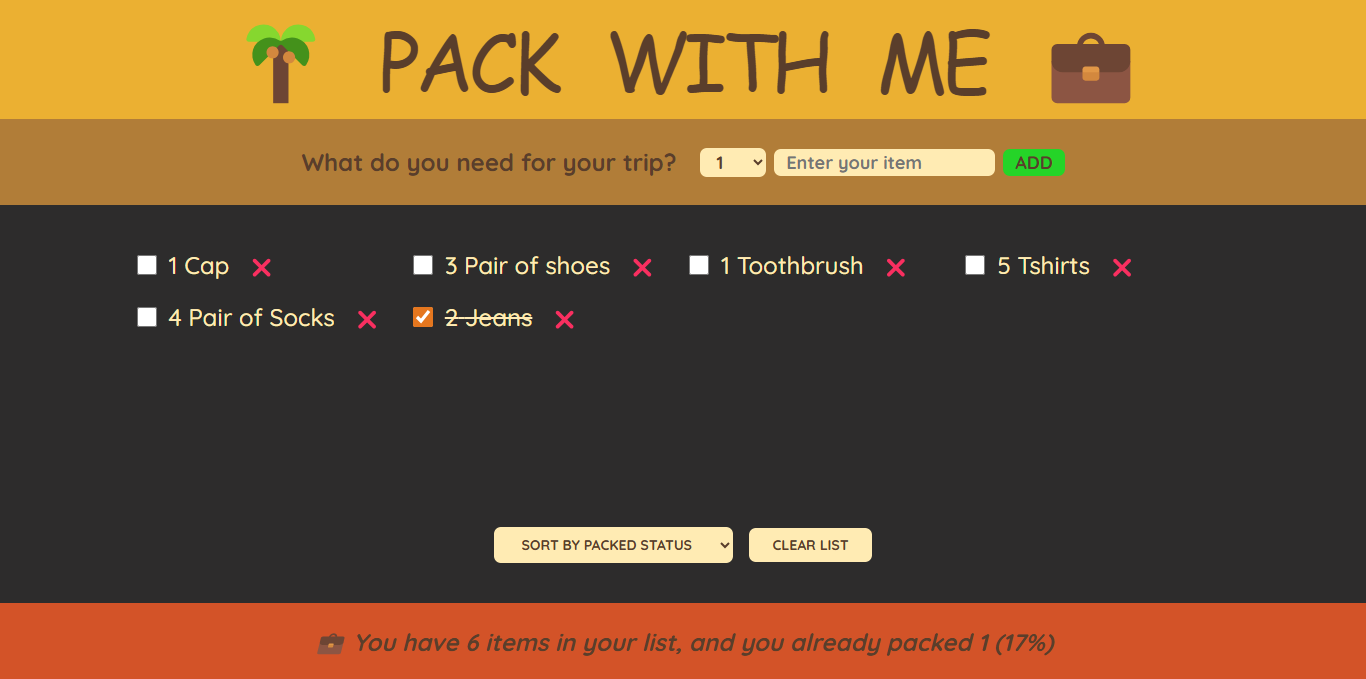 PACK WITH ME
What do you need for your trip? 1 Enter your item ADD
1 Cap 3 Pair of shoes 1 Toothbrush 5 Tshirts
4 Pair of Socks 2 Jeans
SORT BY PACKED STATUS CLEAR LIST
You have 6 items in your list, and you already packed 1 (17%)